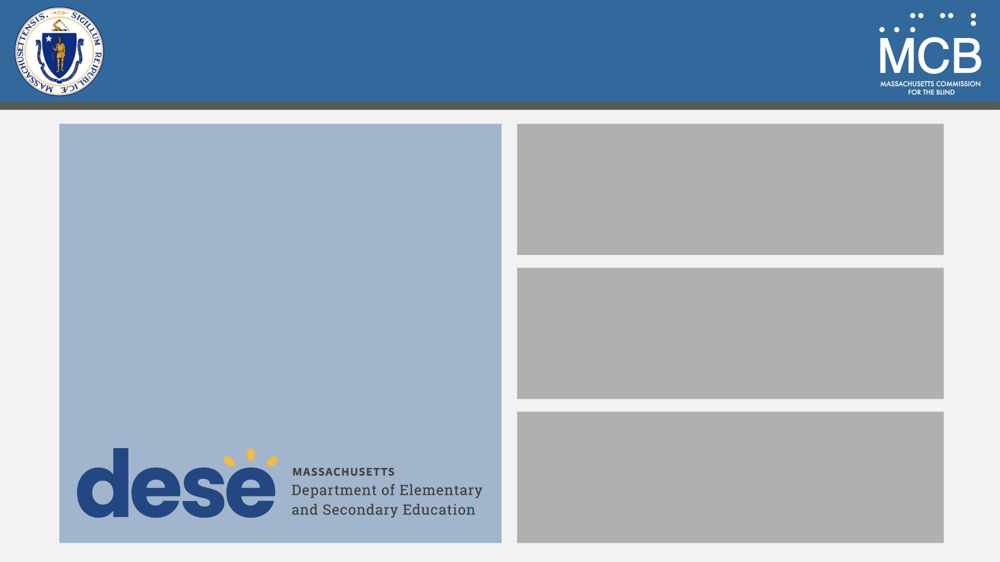 SIGILLUM REIPUBLICÆ MASSACHUSETTENSIS.
MCB
MASSACHUSETTS COMMISSION
FOR THE BLIND
dese
MASSACHUSETTS
Department of Elementary
and Secondary Education